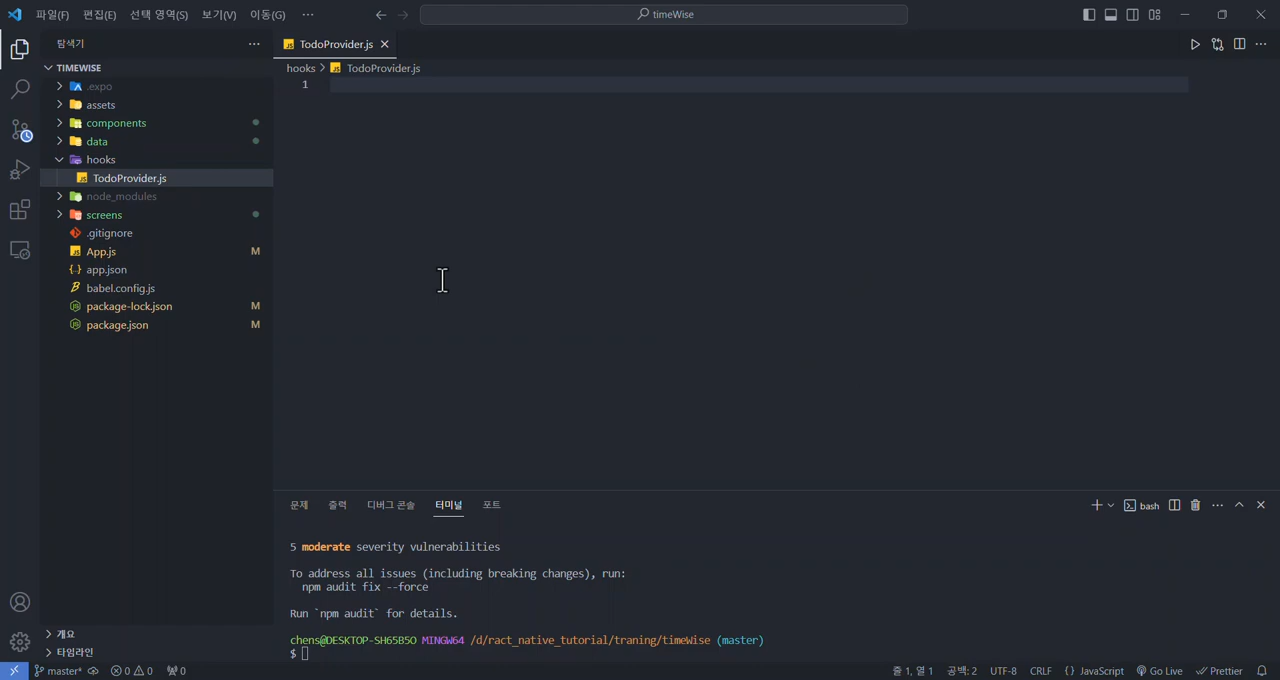 파일(F) 편집(E) 선택 영역(S) 보기(V) 이동(G) ··· timeWise
탐색기 ···
TodoProvider.js
TIMEWISE
hooks > TodoProvider.js
1
.expo
assets
components
data
hooks
TodoProvider.js
node_modules
screens
.gitignore
App.js M
app.json
babel.config.js
package-lock.json M
package.json M
개요
타임라인
문제 출력 디버그 콘솔 터미널 포트 bash
5 moderate severity vulnerabilities
To address all issues (including breaking changes), run:
npm audit fix --force
Run `npm audit` for details.
chens@DESKTOP-SH65B5O MINGW64 /d/ract_native_tutorial/traning/timeWise (master)
$
master* 0 0 0 줄 1, 열 1 공백: 2 UTF-8 CRLF {} JavaScript Go Live Prettier